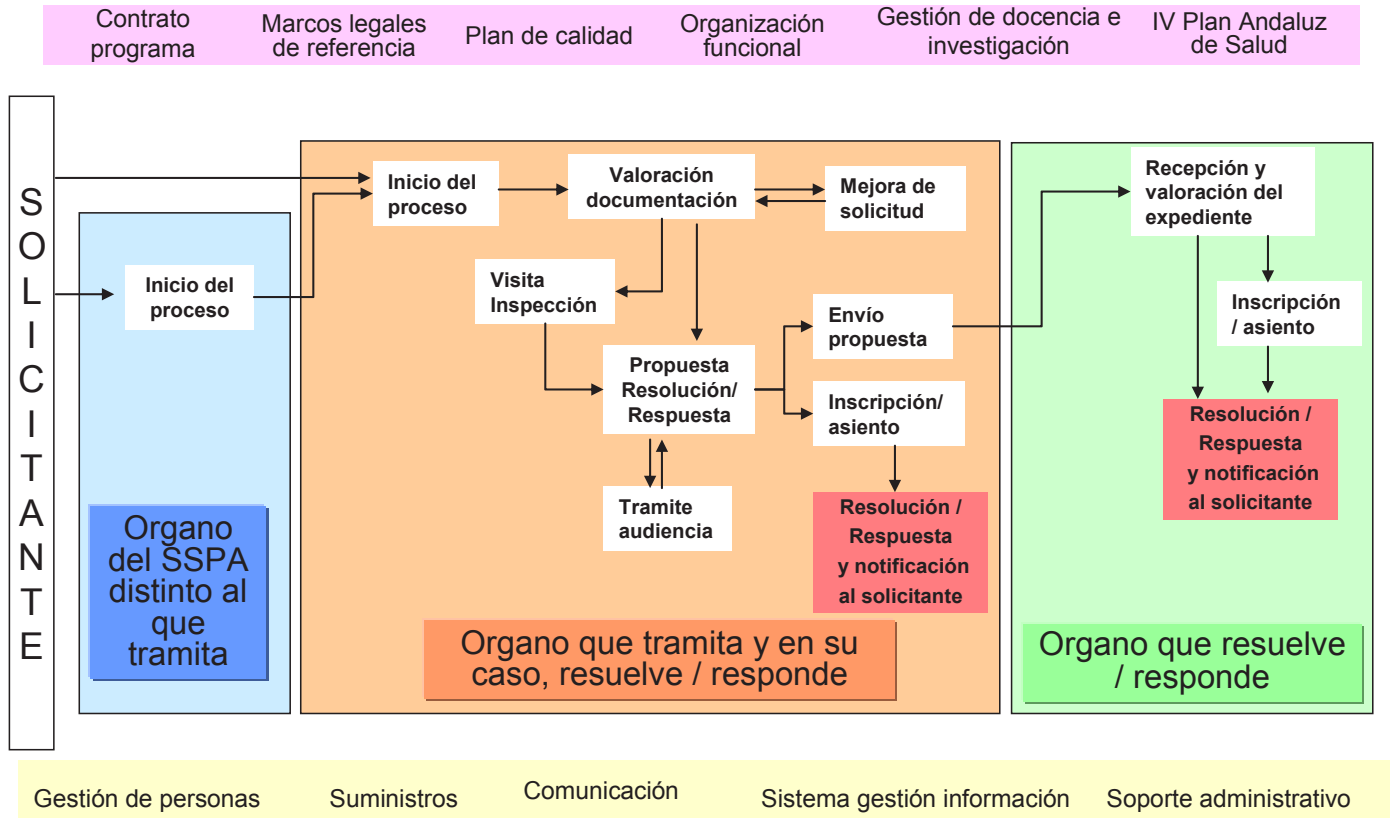 Contrato
programa
Marcos legales
de referencia
Plan de calidad
Organización
funcional
Gestión de docencia e
investigación
IV Plan Andaluz
de Salud
S
O
L
I
C
I
T
A
N
T
E
Inicio del
proceso
Organo
del SSPA
distinto al
que
tramita
Inicio del
proceso
Valoración
documentación
Mejora de
solicitud
Visita
Inspección
Propuesta
Resolución/
Respuesta
Envío
propuesta
Inscripción/
asiento
Tramite
audiencia
Resolución /
Respuesta
y notificación
al solicitante
Organo que tramita y en su
caso, resuelve / responde
Recepción y
valoración del
expediente
Inscripción
/ asiento
Resolución /
Respuesta
y notificación
al solicitante
Organo que resuelve
/ responde
Gestión de personas
Suministros
Comunicación
Sistema gestión información
Soporte administrativo